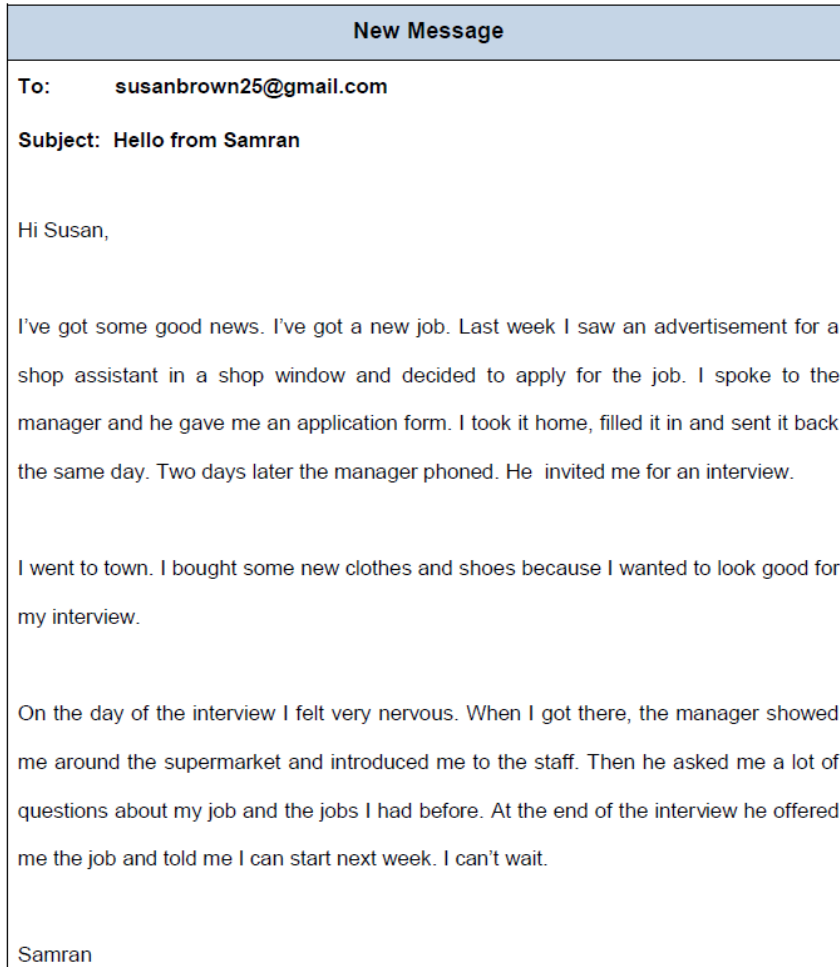 New Message
To: susanbrown25@gmail.com
Subject: Hello from Samran
Hi Susan,
I've got some good news. I've got a new job. Last week I saw an advertisement for a
shop assistant in a shop window and decided to apply for the job. I spoke to the
manager and he gave me an application form. I took it home, filled it in and sent it back
the same day. Two days later the manager phoned. He invited me for an interview.
I went to town. I bought some new clothes and shoes because I wanted to look good for
my interview.
On the day of the interview I felt very nervous. When I got there, the manager showed
me around the supermarket and introduced me to the staff. Then he asked me a lot of
questions about my job and the jobs I had before. At the end of the interview he offered
me the job and told me I can start next week. I can't wait.
Samran